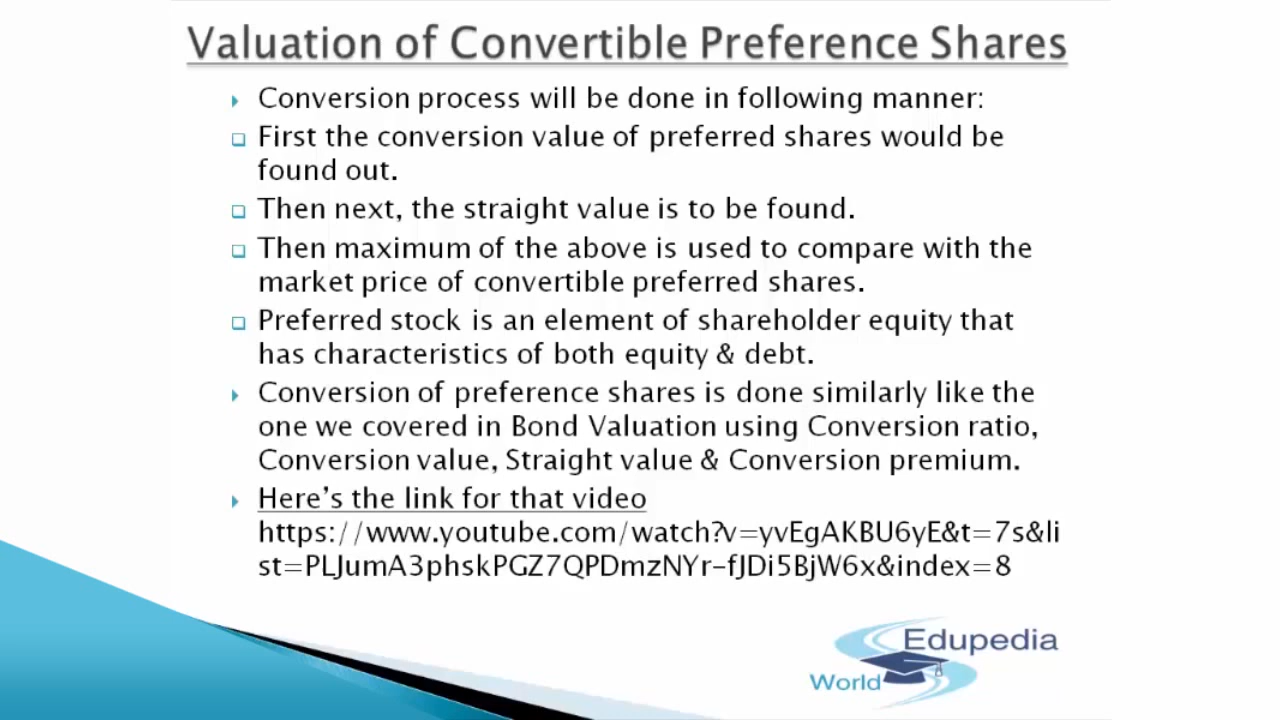 Valuation of Convertible Preference Shares
Conversion process will be done in following manner:
First the conversion value of preferred shares would be
found out.
Then next, the straight value is to be found.
Then maximum of the above is used to compare with the
market price of convertible preferred shares.
Preferred stock is an element of shareholder equity that
has characteristics of both equity & debt.
Conversion of preference shares is done similarly like the
one we covered in Bond Valuation using Conversion ratio,
Conversion value, Straight value & Conversion premium.
Here’s the link for that video
https://www.youtube.com/watch?v=yvEgAKBU6yE&t=7s&li
st=PLJumA3phskPGZ7QPDmzNYr-fJDi5BjW6x&index=8
Edupedia
World